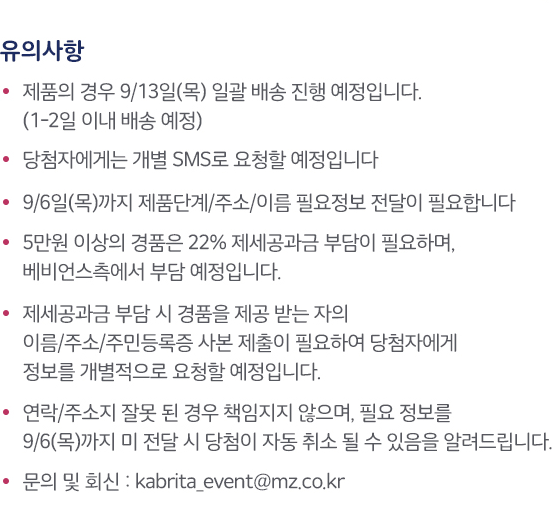 유의사항
• 제품의 경우 9/13일(목) 일괄 배송 진행 예정입니다.
(1-2일 이내 배송 예정)
• 당첨자에게는 개별 SMS로 요청할 예정입니다
• 9/6일(목)까지 제품단계/주소/이름 필요정보 전달이 필요합니다
• 5만원 이상의 경품은 22% 제세공과금 부담이 필요하며,
베비언스측에서 부담 예정입니다.
• 제세공과금 부담 시 경품을 제공 받는 자의
이름/주소/주민등록증 사본 제출이 필요하여 당첨자에게
정보를 개별적으로 요청할 예정입니다.
• 연락/주소지 잘못 된 경우 책임지지 않으며, 필요 정보를
9/6(목)까지 미 전달 시 당첨이 자동 취소 될 수 있음을 알려드립니다.
• 문의 및 회신 : kabrita_event@mz.co.kr